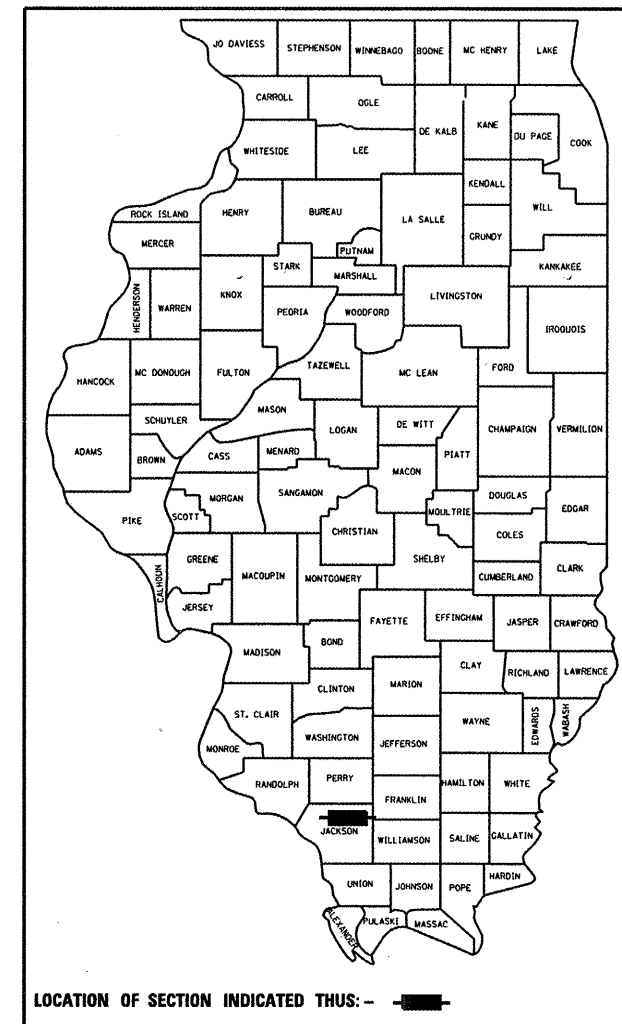 JO DAVIESS STEPHENSON WINNEBAGO BOONE MC HENRY LAKE
CARROLL OGLE DE KALB KANE DU PAGE COOK
WHITESIDE LEE
KENDALL
ROCK ISLAND HENRY BUREAU LA SALLE GRUNDY WILL
MERCER PUTNAM
STARK MARSHALL KANKAKEE
HENDERSON WARREN KNOX PEORIA WOODFORD LIVINGSTON IROQUOIS
HANCOCK MC DONOUGH FULTON TAZEWELL MC LEAN FORD
MASON
SCHUYLER LOGAN DE WITT CHAMPAIGN VERMILION
ADAMS BROWN CASS MENARD PIATT
MACON
PIKE SCOTT MORGAN SANGAMON MOULTRIE DOUGLAS EDGAR
CHRISTIAN COLES
CALHOUN GREENE MACOUPIN MONTGOMERY SHELBY CUMBERLAND CLARK
JERSEY FAYETTE EFFINGHAM JASPER CRAWFORD
MADISON BOND
CLAY RICHLAND LAWRENCE
CLINTON MARION
ST. CLAIR WAYNE EDWARDS WABASH
MONROE WASHINGTON JEFFERSON
RANDOLPH PERRY HAMILTON WHITE
FRANKLIN
JACKSON WILLIAMSON SALINE GALLATIN
UNION JOHNSON POPE HARDIN
ALEXANDER PULASKI MASSAC
LOCATION OF SECTION INDICATED THUS: –